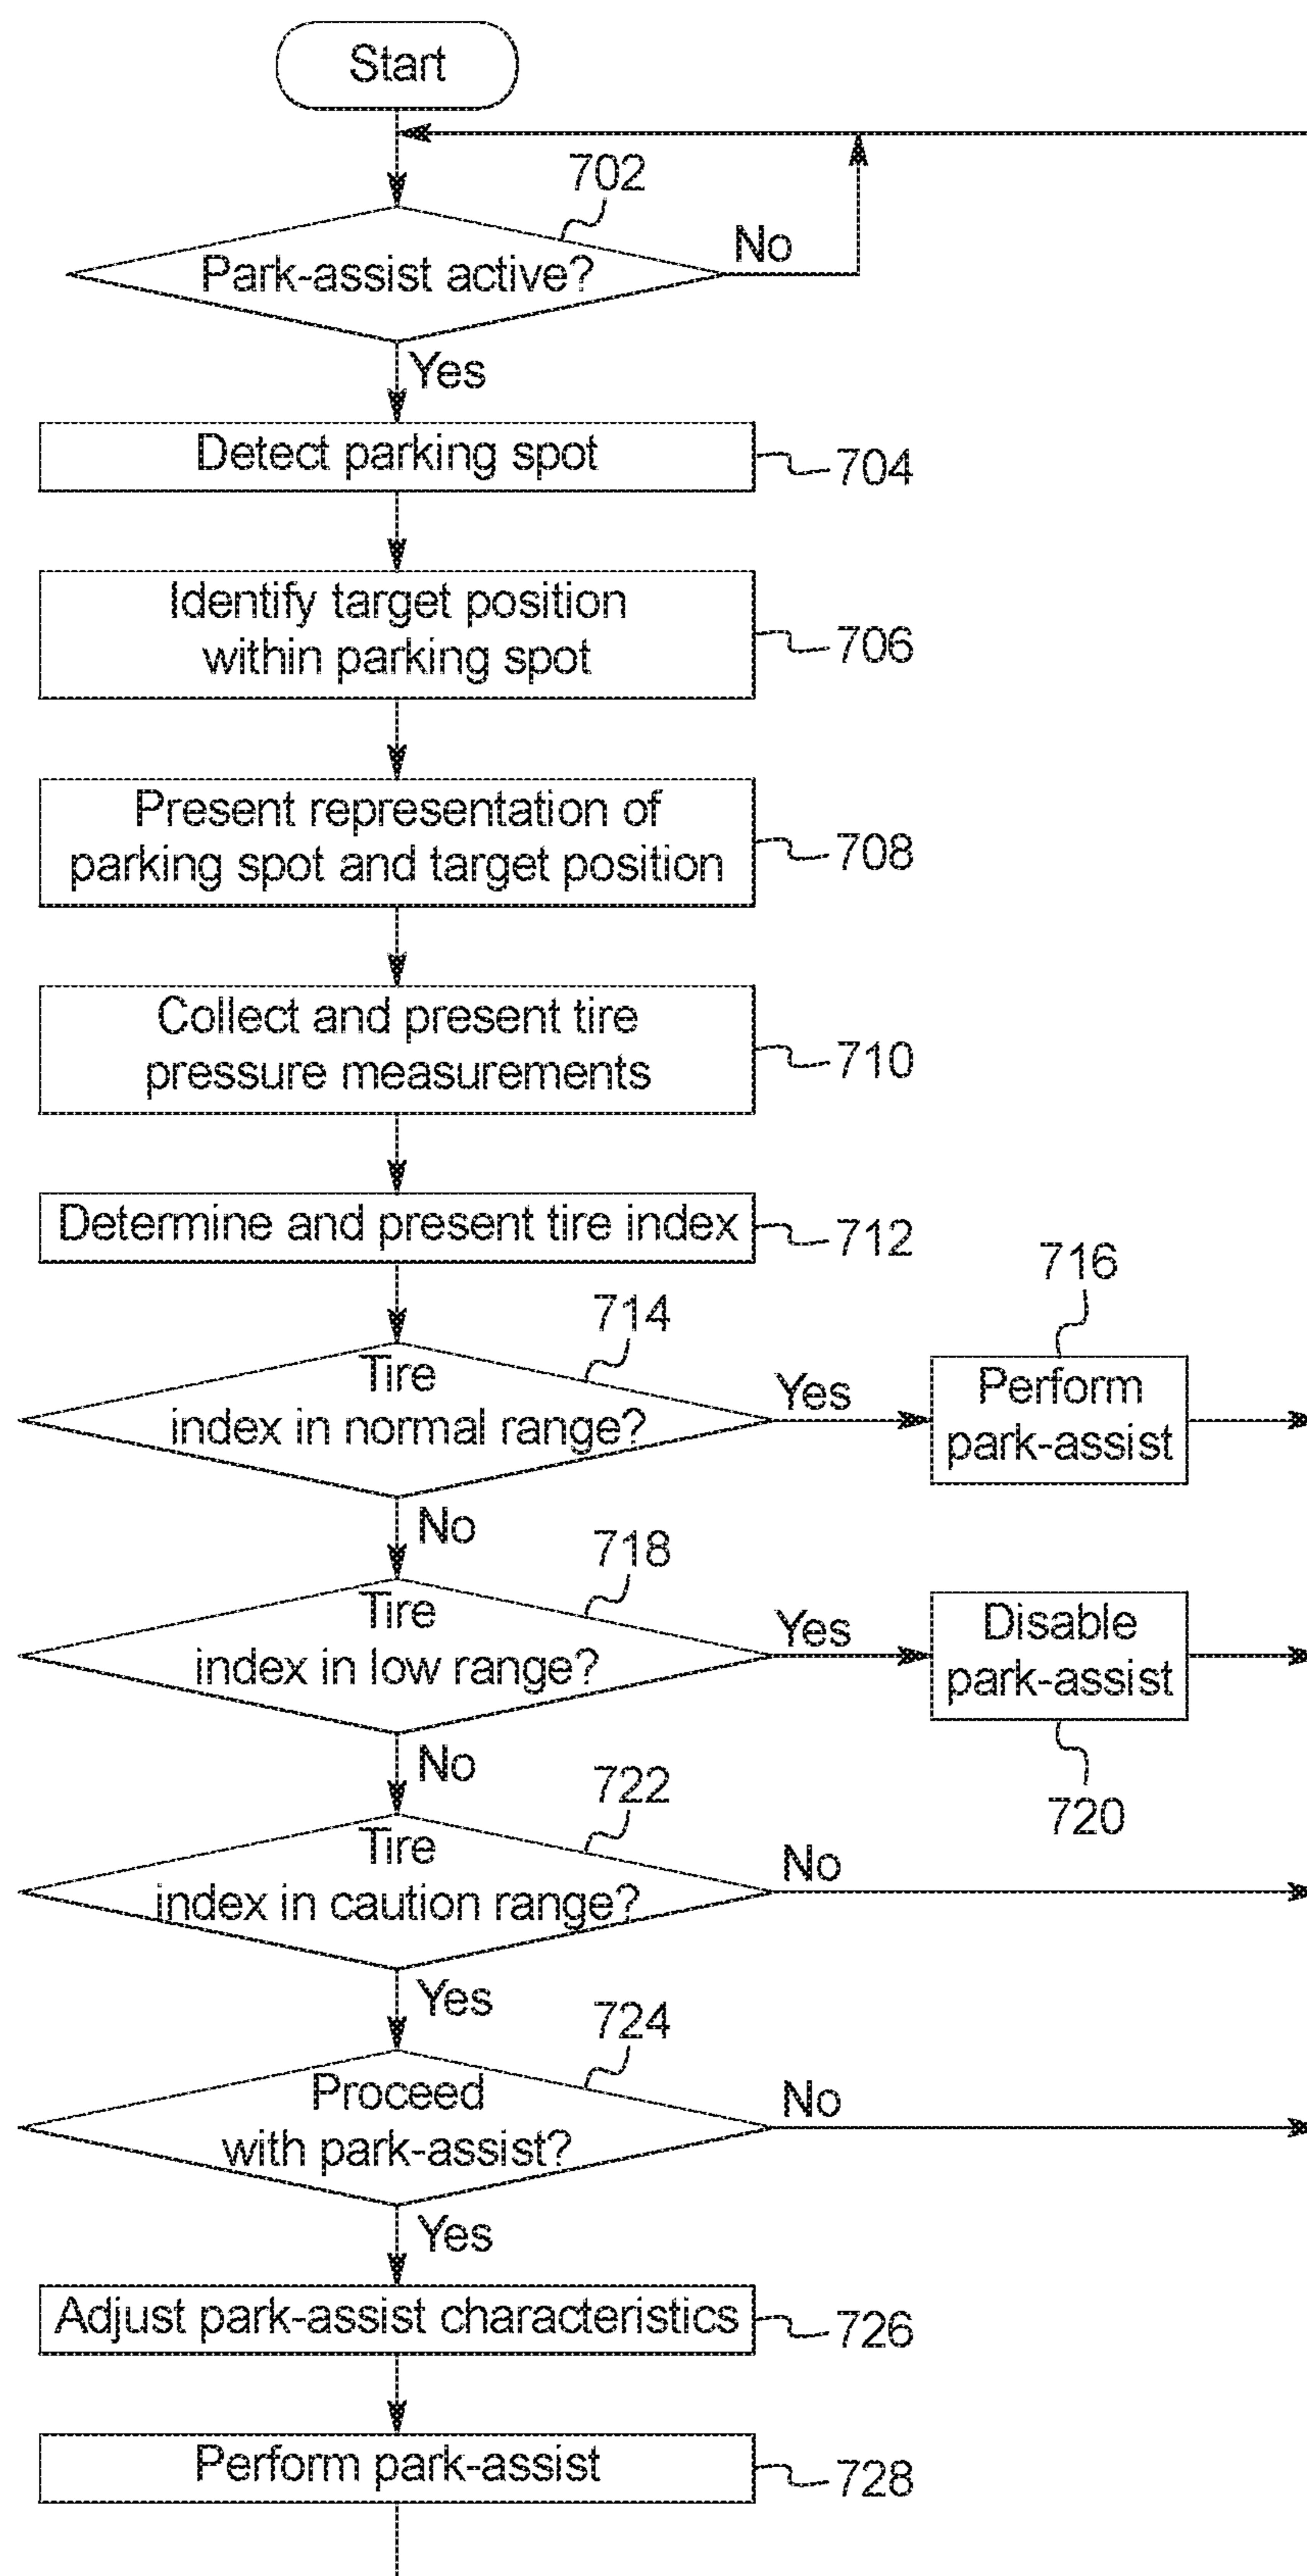 Start
702
No
Park-assist active?
Yes
Detect parking spot
704
Identify target position
within parking spot
706
Present representation of
parking spot and target position
708
Collect and present tire
pressure measurements
710
Determine and present tire index
712
714
716
Tire
index in normal range?
Yes
Perform
park-assist
No
718
Tire
index in low range?
Yes
Disable
park-assist
720
No
722
Tire
index in caution range?
No
Yes
724
Proceed
with park-assist?
No
Yes
Adjust park-assist characteristics
726
Perform park-assist
728